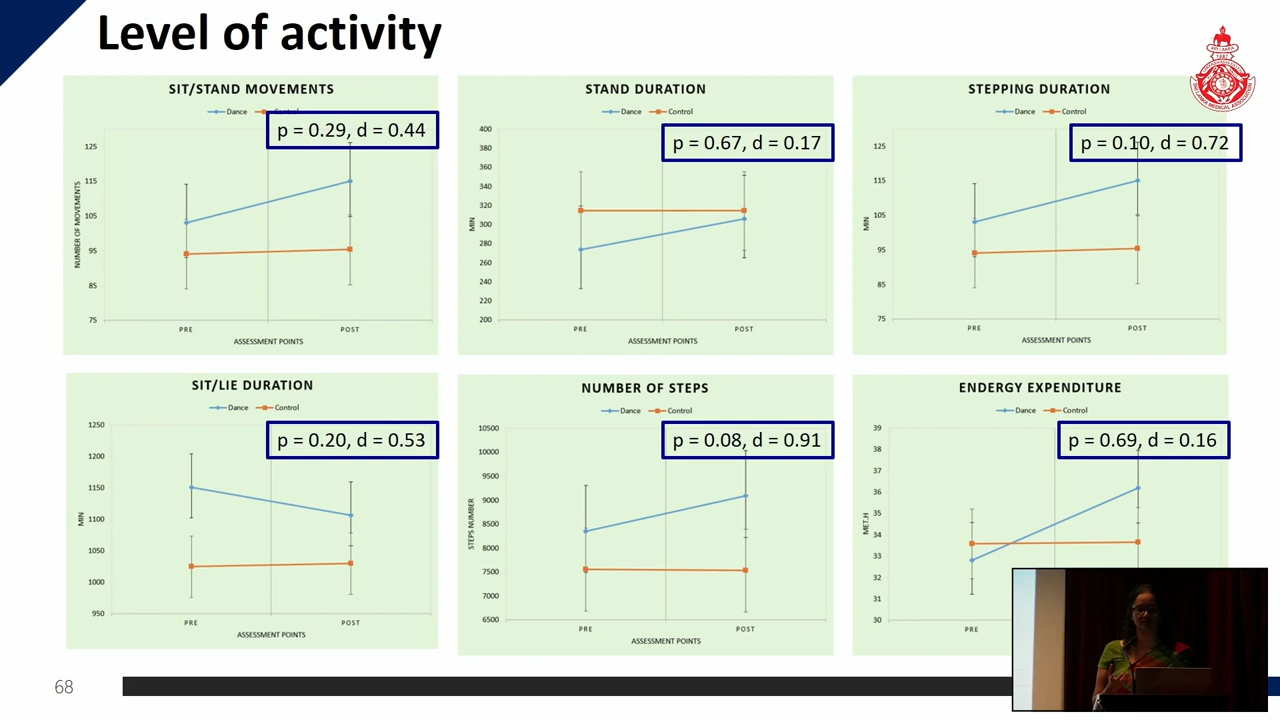 Level of activity
SIT/STAND MOVEMENTS
Dance Control
p = 0.29, d = 0.44
125
115
105
95
85
75
NUMBER OF MOVEMENTS
PRE POST
ASSESSMENT POINTS
STAND DURATION
Dance Control
p = 0.67, d = 0.17
400
380
360
340
320
300
280
260
240
220
200
MIN
PRE POST
ASSESSMENT POINTS
STEPPING DURATION
p = 0.10, d = 0.72
125
115
105
95
85
75
MIN
PRE POST
ASSESSMENT POINTS
SIT/LIE DURATION
Dance Control
p = 0.20, d = 0.53
1250
1200
1150
1100
1050
1000
950
MIN
PRE POST
ASSESSMENT POINTS
NUMBER OF STEPS
Dance Control
p = 0.08, d = 0.91
10500
10000
9500
9000
8500
8000
7500
7000
6500
STEPS NUMBER
PRE POST
ASSESSMENT POINTS
ENDERGY EXPENDITURE
Dance Control
p = 0.69, d = 0.16
39
38
37
36
35
34
33
32
31
30
MET.H
PRE
SRI LANKA MEDICAL ASSOCIATION
1887
68